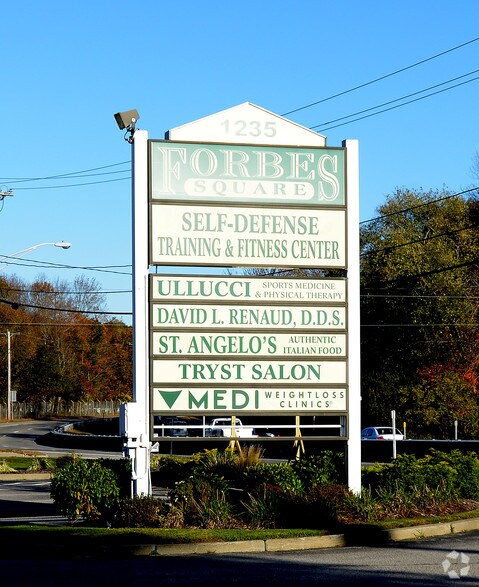 1235
FORBES
SQUARE
SELF-DEFENSE
TRAINING & FITNESS CENTER
ULLUCCI SPORTS MEDICINE
& PHYSICAL THERAPY
DAVID L. RENAUD, D.D.S.
ST. ANGELO'S AUTHENTIC
ITALIAN FOOD
TRYST SALON
MEDI WEIGHTLOSS
CLINICS®